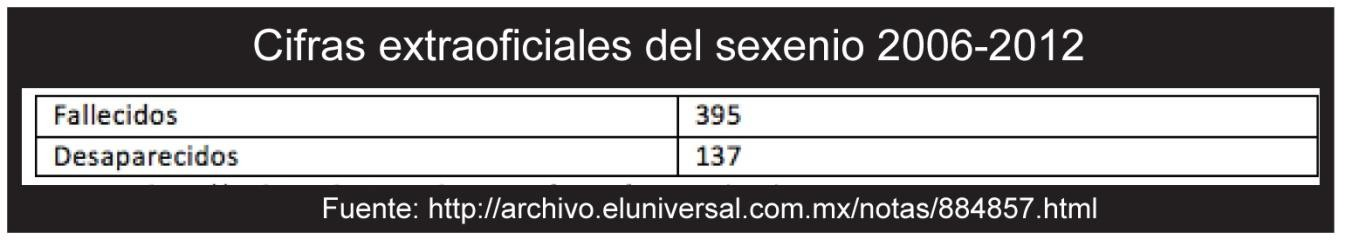 Cifras extraoficiales del sexenio 2006-2012
Fallecidos 395
Desaparecidos 137
Fuente: http://archivo.eluniversal.com.mx/notas/884857.html